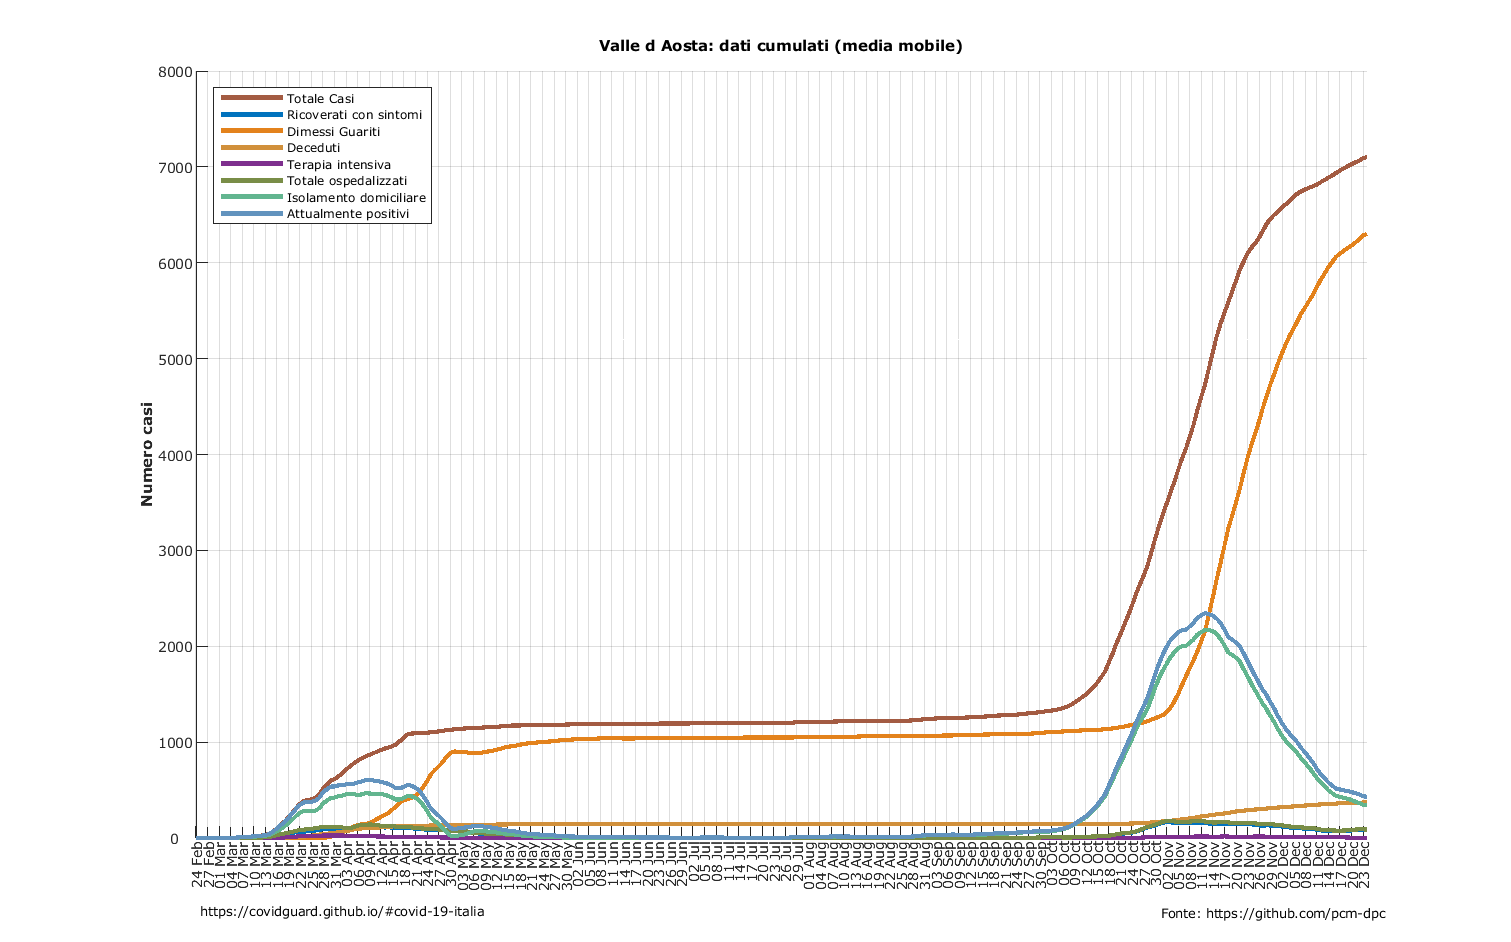 Valle d Aosta: dati cumulati (media mobile)
8000
7000
6000
5000
4000
3000
2000
1000
0
Numero casi
Totale Casi
Ricoverati con sintomi
Dimessi Guariti
Deceduti
Terapia intensiva
Totale ospedalizzati
Isolamento domiciliare
Attualmente positivi
24 Feb
27 Feb
01 Mar
04 Mar
07 Mar
10 Mar
13 Mar
16 Mar
19 Mar
22 Mar
25 Mar
28 Mar
31 Mar
03 Apr
06 Apr
09 Apr
12 Apr
15 Apr
18 Apr
21 Apr
24 Apr
27 Apr
30 Apr
03 May
06 May
09 May
12 May
15 May
18 May
21 May
24 May
27 May
30 May
02 Jun
05 Jun
08 Jun
11 Jun
14 Jun
17 Jun
20 Jun
23 Jun
26 Jun
29 Jun
02 Jul
05 Jul
08 Jul
11 Jul
14 Jul
17 Jul
20 Jul
23 Jul
26 Jul
29 Jul
01 Aug
04 Aug
07 Aug
10 Aug
13 Aug
16 Aug
19 Aug
22 Aug
25 Aug
28 Aug
31 Aug
03 Sep
06 Sep
09 Sep
12 Sep
15 Sep
18 Sep
21 Sep
24 Sep
27 Sep
30 Sep
03 Oct
06 Oct
09 Oct
12 Oct
15 Oct
18 Oct
21 Oct
24 Oct
27 Oct
30 Oct
02 Nov
05 Nov
08 Nov
11 Nov
14 Nov
17 Nov
20 Nov
23 Nov
26 Nov
29 Nov
02 Dec
05 Dec
08 Dec
11 Dec
14 Dec
17 Dec
20 Dec
23 Dec
https://covidguard.github.io/#covid-19-italia
Fonte: https://github.com/pcm-dpc